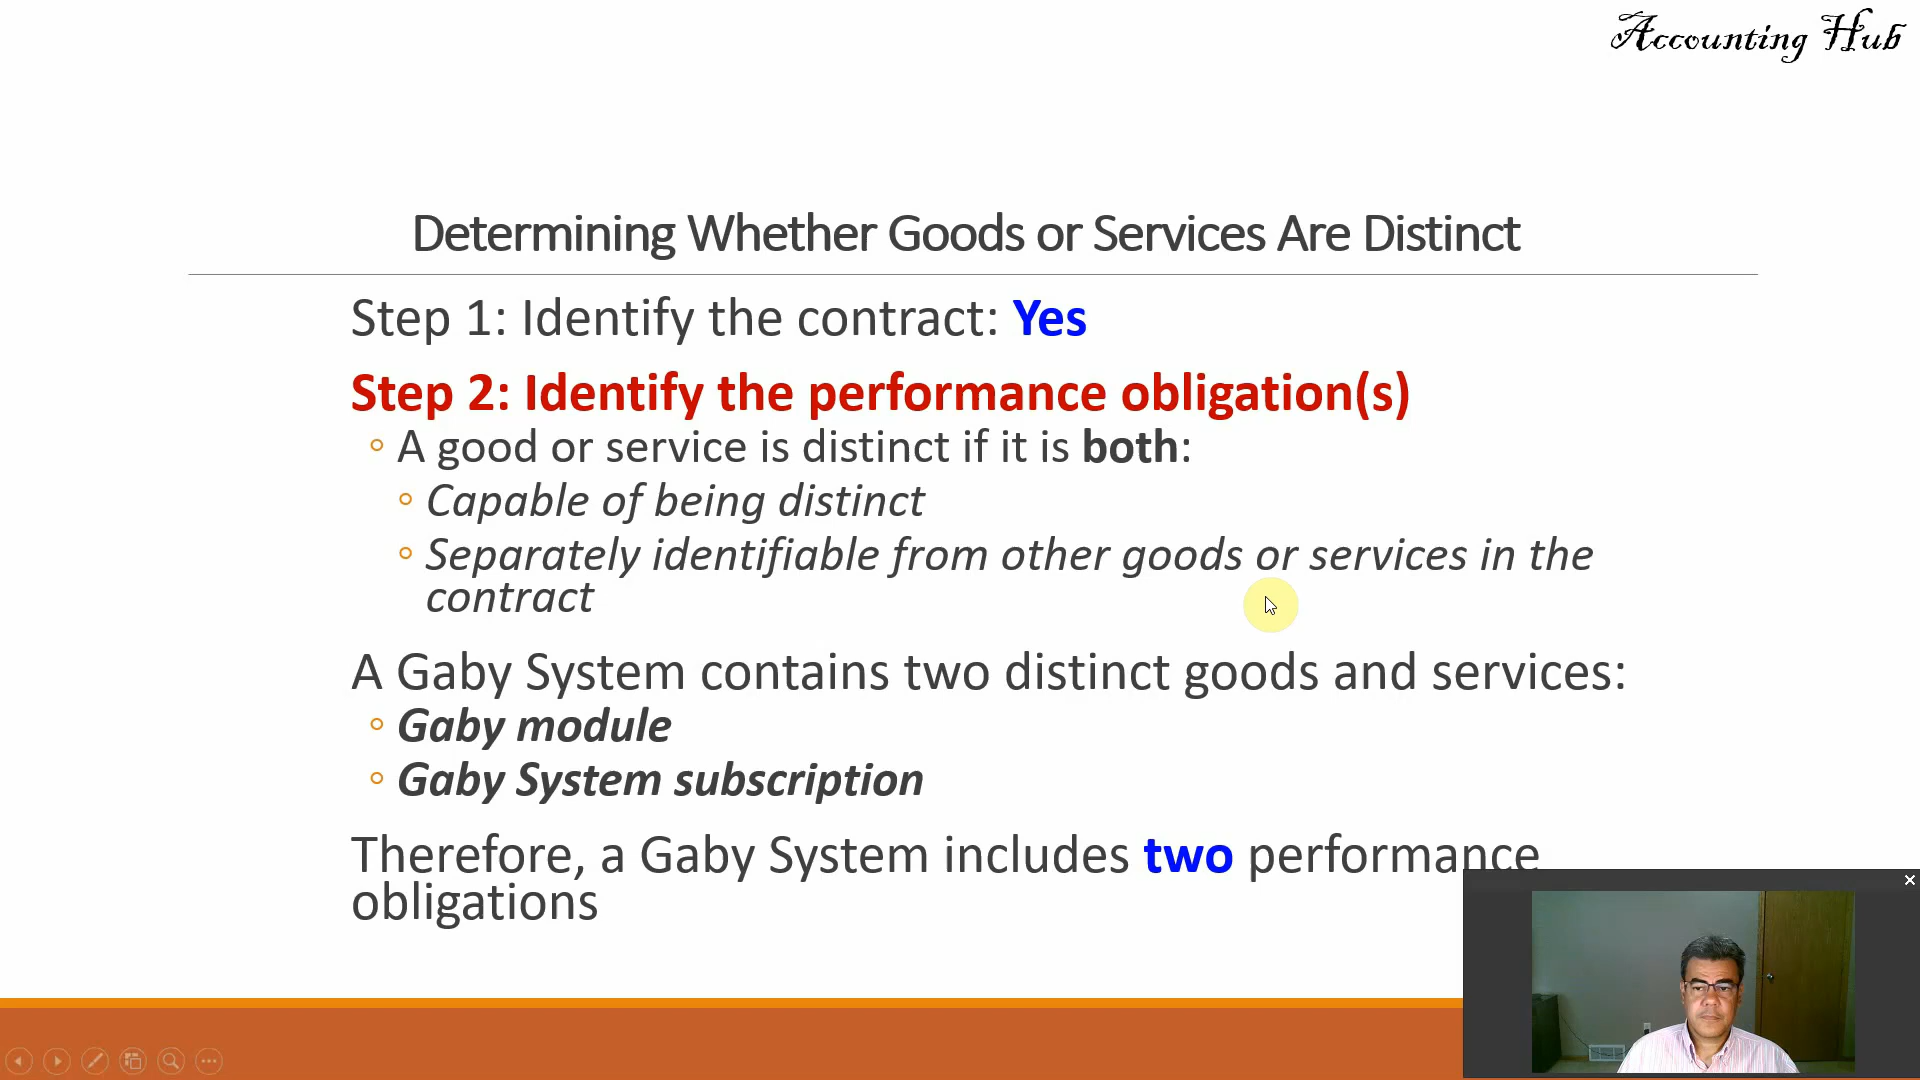 Accounting Hub
Determining Whether Goods or Services Are Distinct
Step 1: Identify the contract: Yes
Step 2: Identify the performance obligation(s)
A good or service is distinct if it is both:
Capable of being distinct
Separately identifiable from other goods or services in the
contract
A Gaby System contains two distinct goods and services:
Gaby module
Gaby System subscription
Therefore, a Gaby System includes two performance
obligations